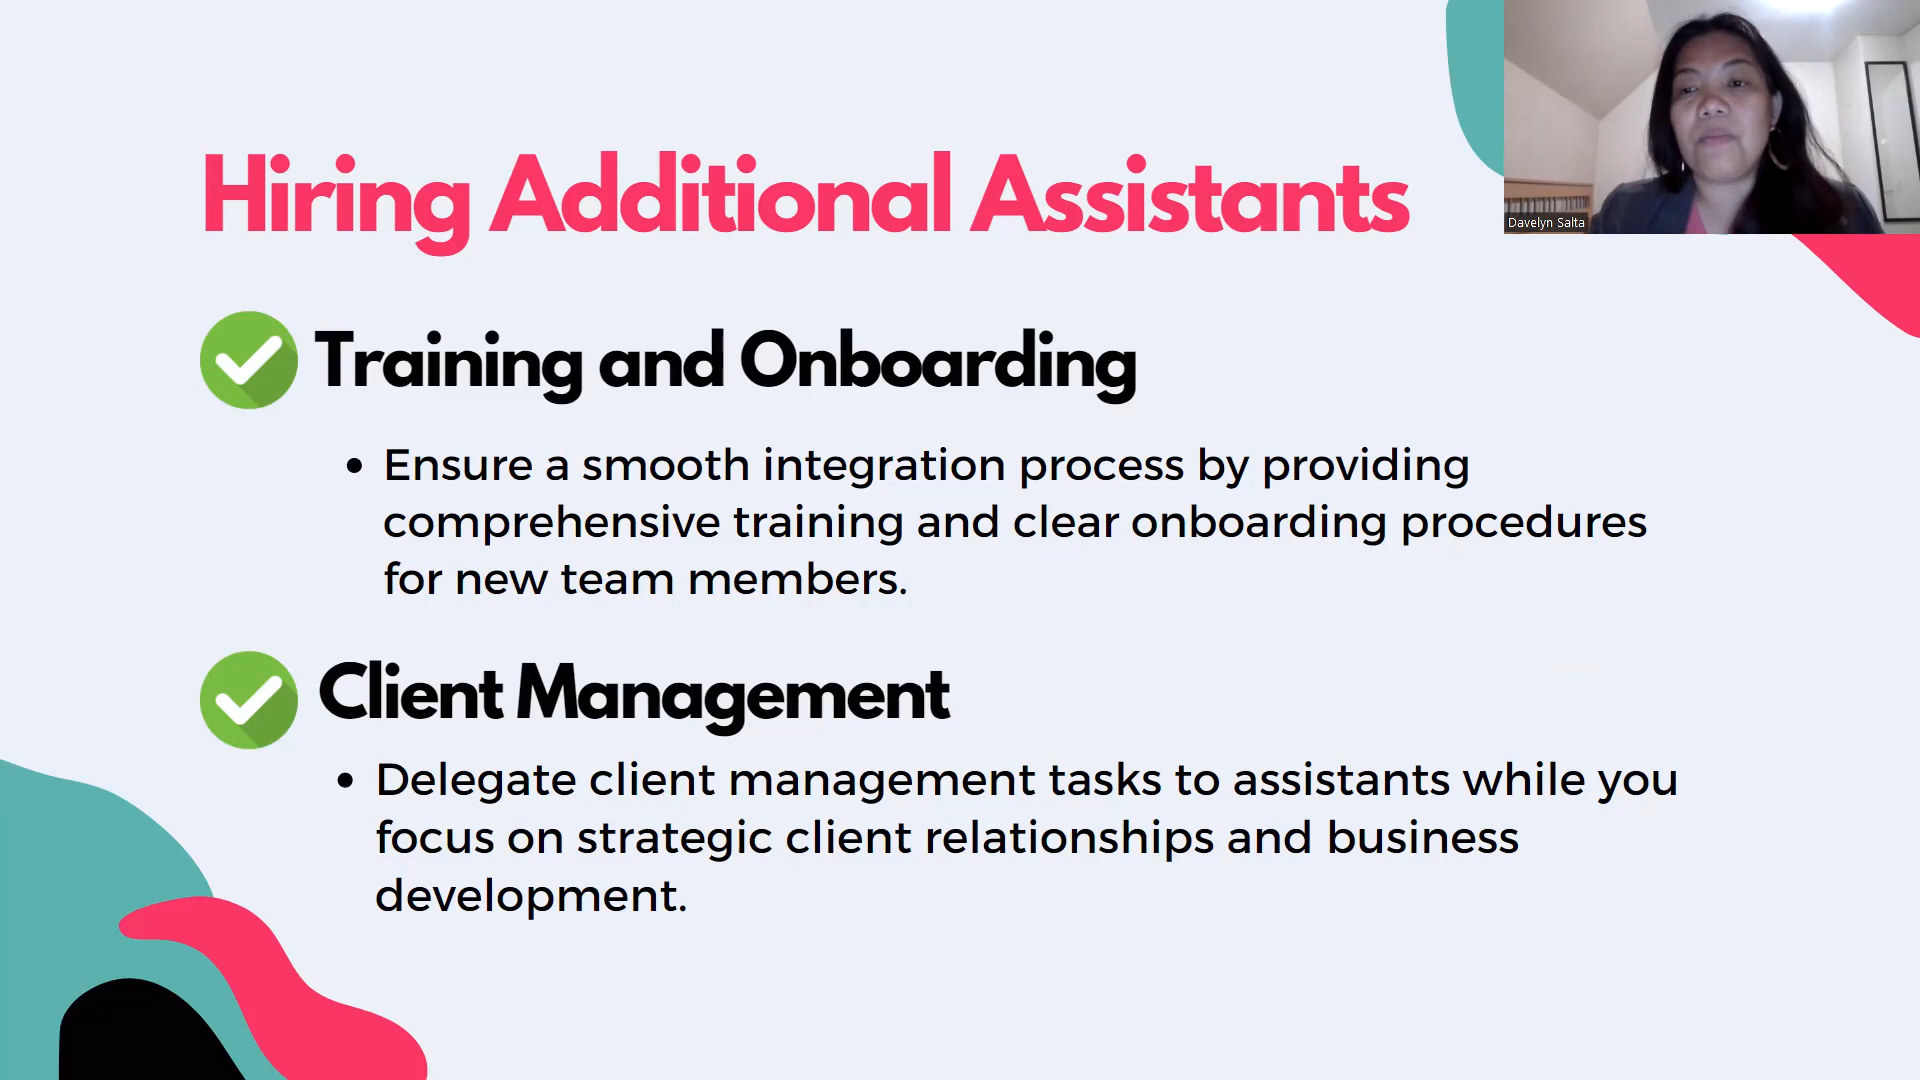 Hiring Additional Assistants
Davelyn Salta
Training and Onboarding
• Ensure a smooth integration process by providing
comprehensive training and clear onboarding procedures
for new team members.
Client Management
• Delegate client management tasks to assistants while you
focus on strategic client relationships and business
development.